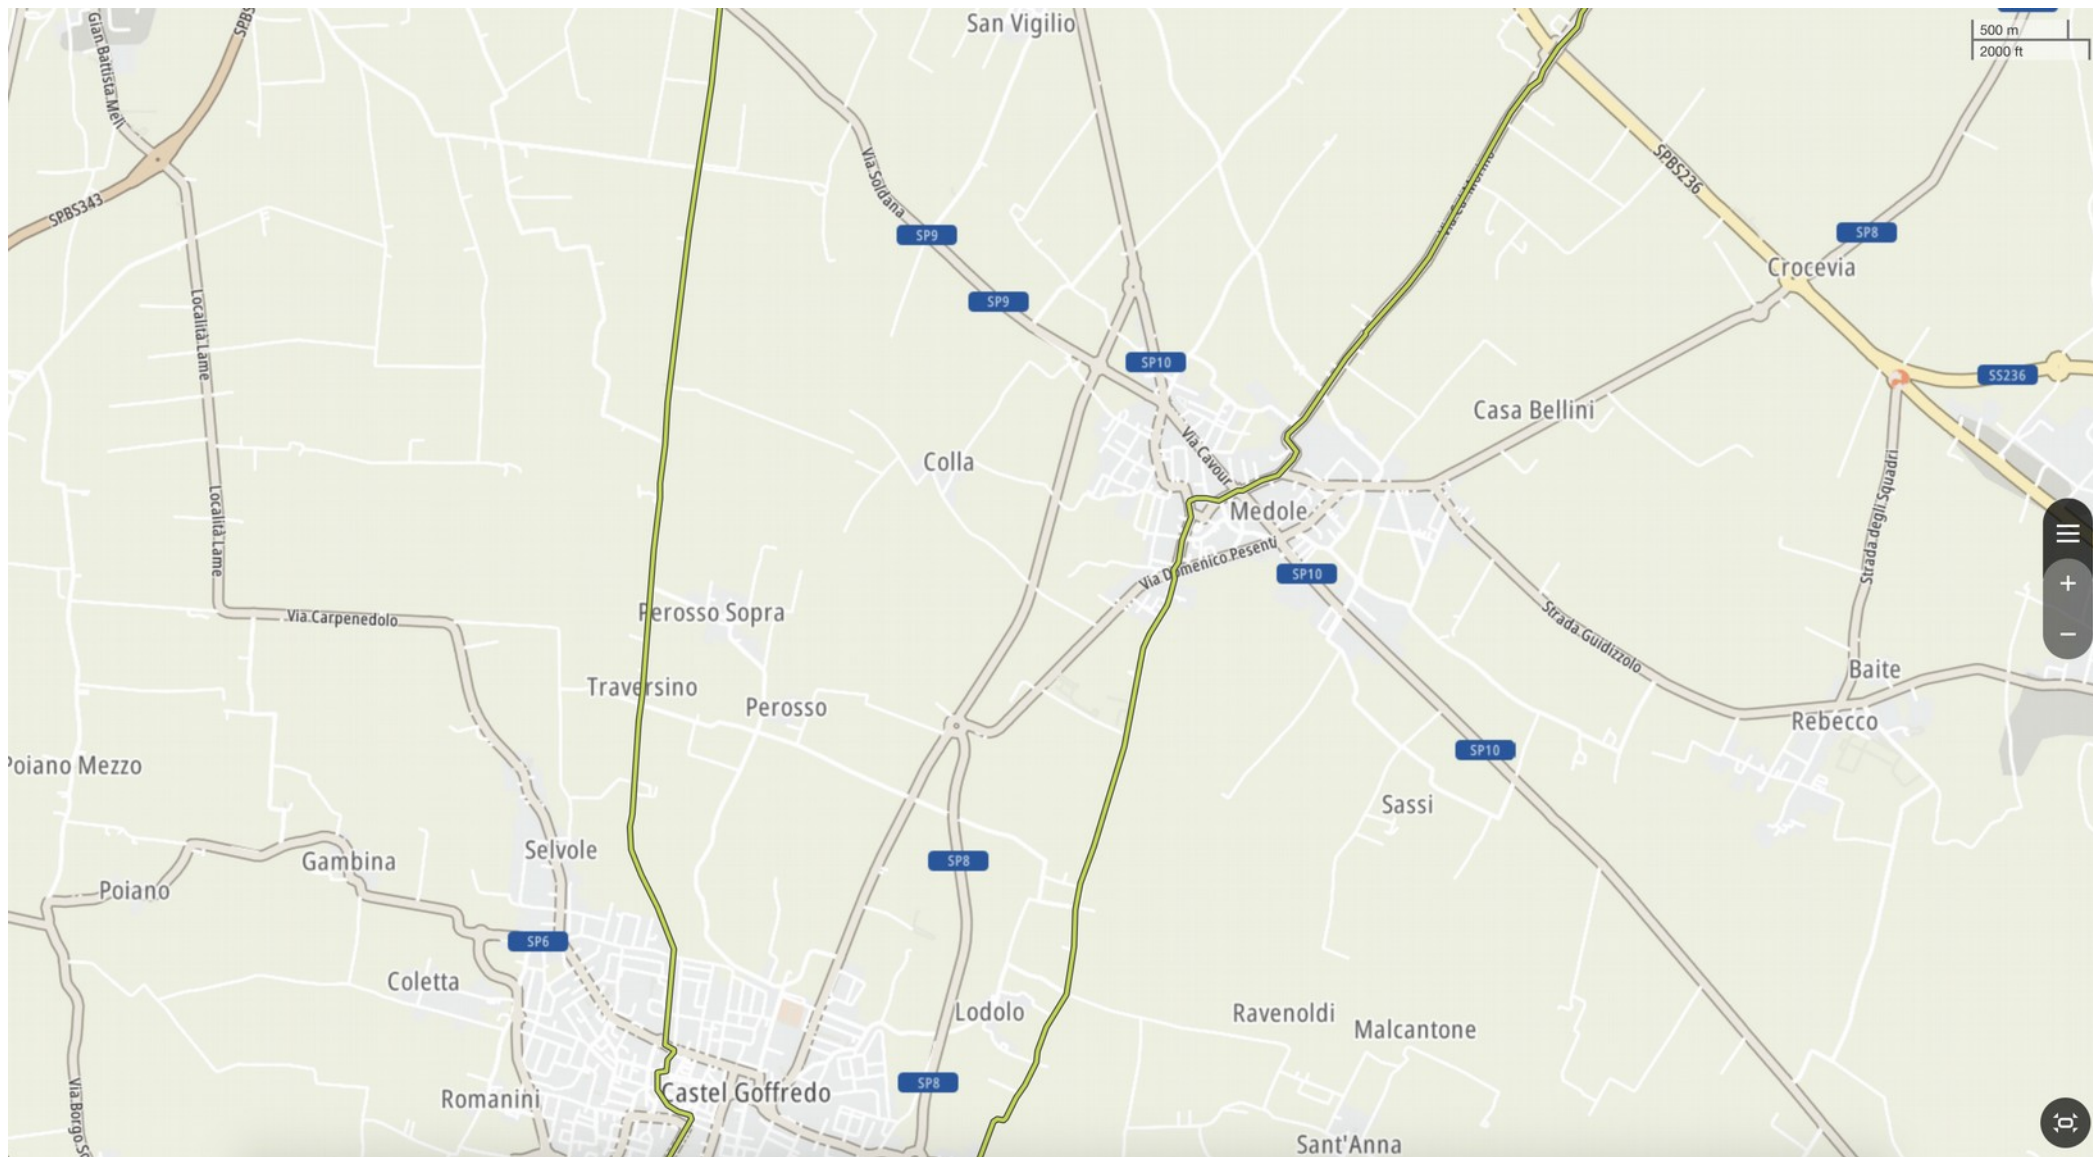 San Vigilio
SPBS
Gian Battista Meli
500 m
2000 ft
SPBS343
Via Soldana
SP9
SPBS236
SP8
Crocevia
SP9
Località Lame
SP10
SS236
Casa Bellini
Colla
Via Cavour
Medole
Strada degli Squadri
Località Lame
Via Domenico Pesenti
SP10
Via Carpenedolo
Perosso Sopra
Strada Guidizzolo
Traversino
Perosso
Baite
Rebecco
SP10
Poiano Mezzo
Sassi
Selvole
SP8
Gambina
Poiano
SP6
Coletta
Lodolo
Ravenoldi
Malcantone
SP8
Romanini
Castel Goffredo
Via Borgo
Sant'Anna